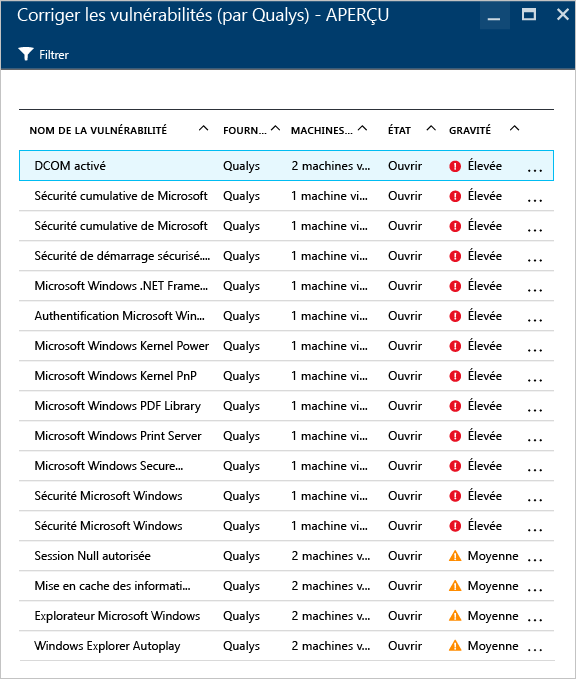 Corriger les vulnérabilités (par Qualys) - APERÇU
Filtrer
NOM DE LA VULNÉRABILITÉ FOURN... MACHINES... ÉTAT GRAVITÉ
DCOM activé Qualys 2 machines v... Ouvrir Élevée ...
Sécurité cumulative de Microsoft Qualys 1 machine vi... Ouvrir Élevée ...
Sécurité cumulative de Microsoft Qualys 1 machine vi... Ouvrir Élevée ...
Sécurité de démarrage sécurisé.... Qualys 1 machine vi... Ouvrir Élevée ...
Microsoft Windows .NET Frame... Qualys 1 machine vi... Ouvrir Élevée ...
Authentification Microsoft Win... Qualys 1 machine vi... Ouvrir Élevée ...
Microsoft Windows Kernel Power Qualys 1 machine vi... Ouvrir Élevée ...
Microsoft Windows Kernel PnP Qualys 1 machine vi... Ouvrir Élevée ...
Microsoft Windows PDF Library Qualys 1 machine vi... Ouvrir Élevée ...
Microsoft Windows Print Server Qualys 1 machine vi... Ouvrir Élevée ...
Microsoft Windows Secure... Qualys 1 machine vi... Ouvrir Élevée ...
Sécurité Microsoft Windows Qualys 1 machine vi... Ouvrir Élevée ...
Sécurité Microsoft Windows Qualys 1 machine vi... Ouvrir Élevée ...
Session Null autorisée Qualys 2 machines v... Ouvrir Moyenne ...
Mise en cache des informati... Qualys 2 machines v... Ouvrir Moyenne ...
Explorateur Microsoft Windows Qualys 2 machines v... Ouvrir Moyenne ...
Windows Explorer Autoplay Qualys 2 machines v... Ouvrir Moyenne ...